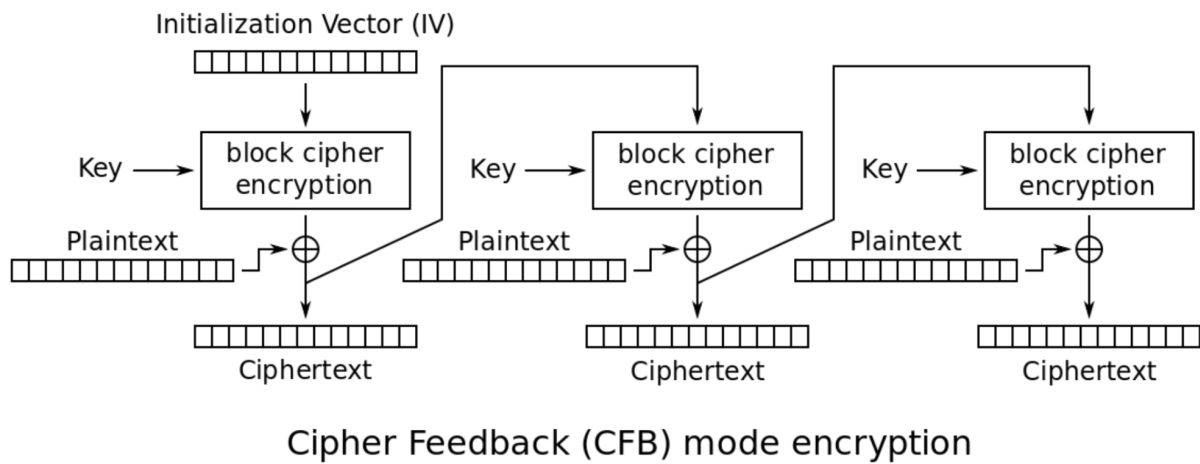 Initialization Vector (IV)
Key
block cipher
encryption
Key
block cipher
encryption
Key
block cipher
encryption
Plaintext
Plaintext
Plaintext
Ciphertext
Ciphertext
Ciphertext
Cipher Feedback (CFB) mode encryption